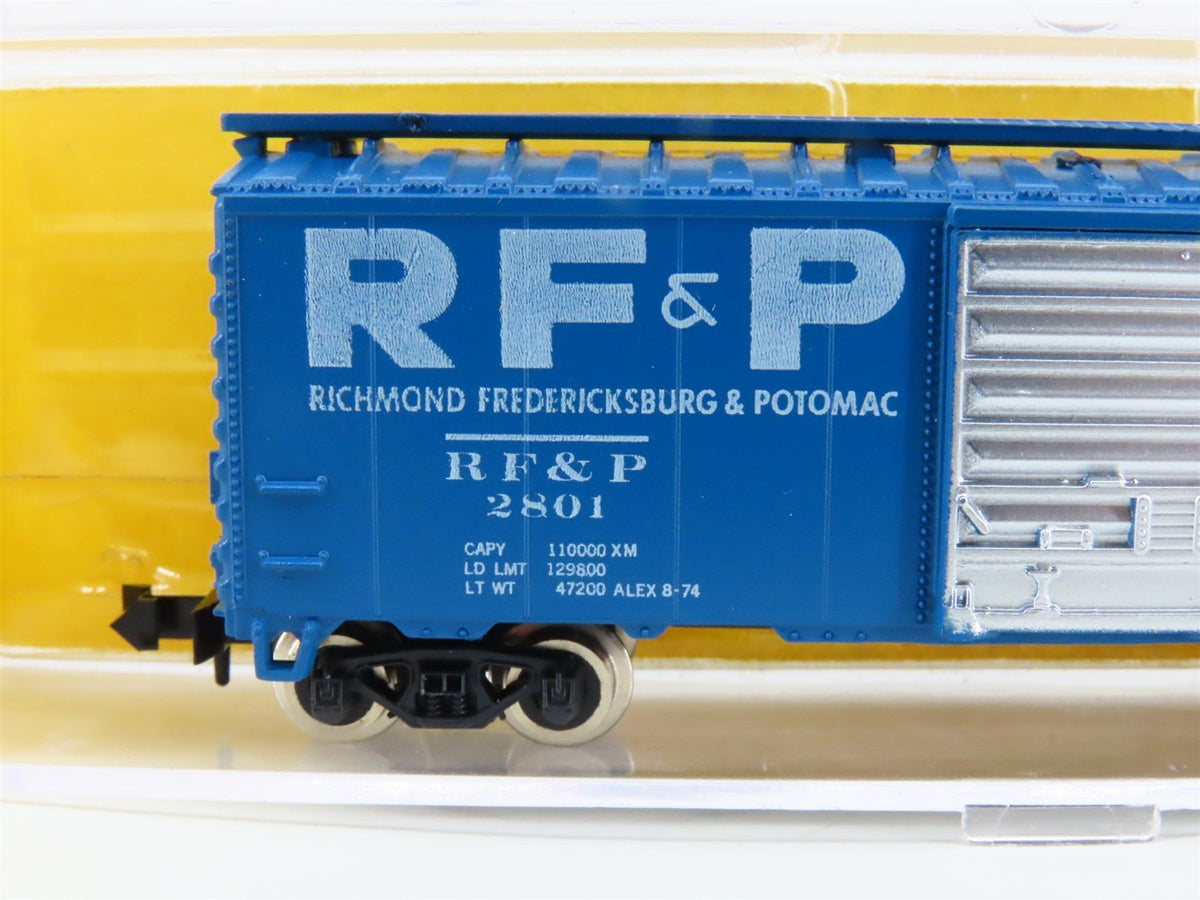 RF&P
RICHMOND FREDERICKSBURG & POTOMAC
RF&P
2801
CAPY 110000 XM
LD LMT 129800
LT WT 47200 ALEX 8-74